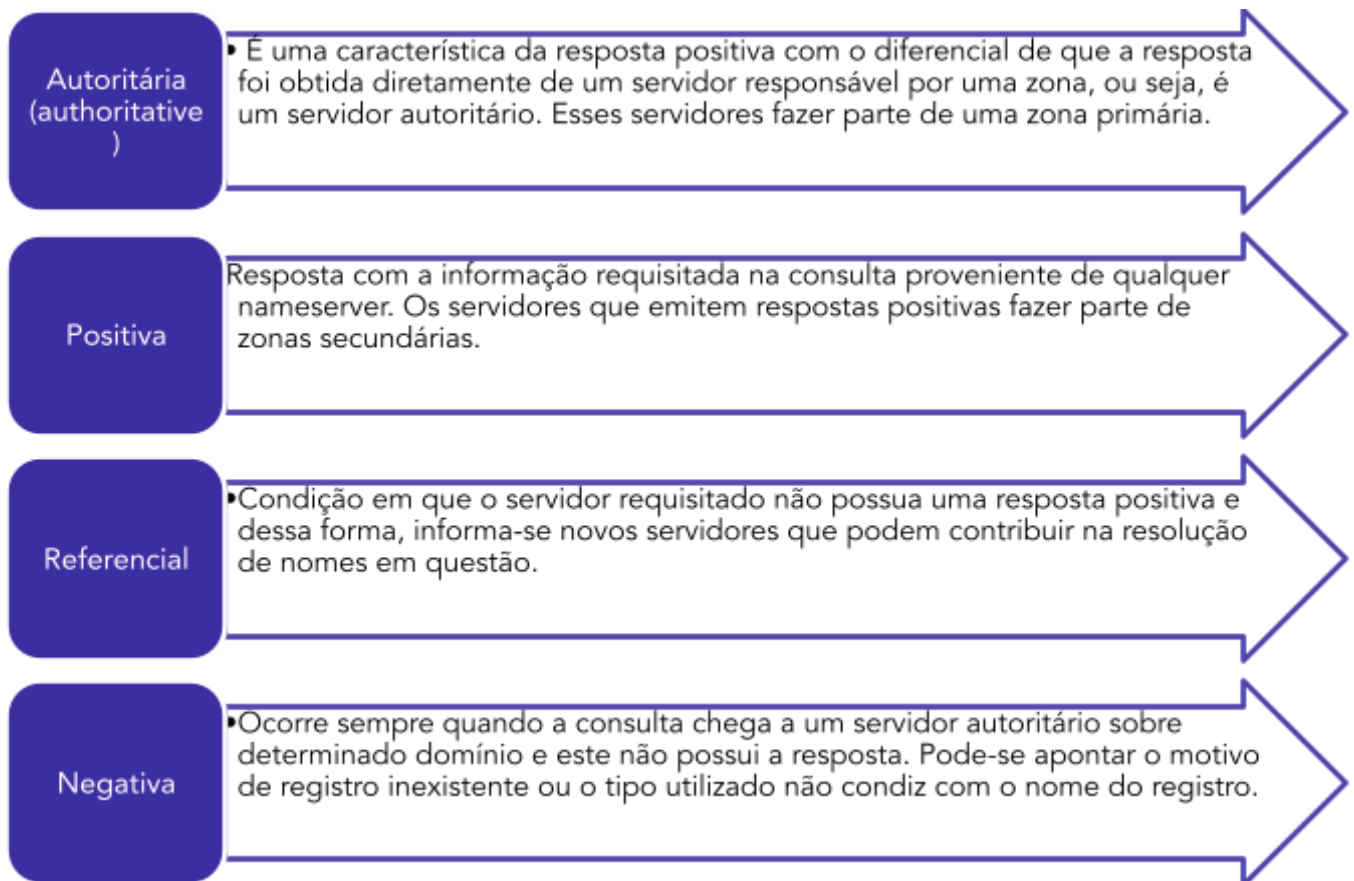 Autoritária
(authoritative
)
• É uma característica da resposta positiva com o diferencial de que a resposta
foi obtida diretamente de um servidor responsável por uma zona, ou seja, é
um servidor autoritário. Esses servidores fazer parte de uma zona primária.
Positiva
Resposta com a informação requisitada na consulta proveniente de qualquer
nameserver. Os servidores que emitem respostas positivas fazer parte de
zonas secundárias.
Referencial
•Condição em que o servidor requisitado não possua uma resposta positiva e
dessa forma, informa-se novos servidores que podem contribuir na resolução
de nomes em questão.
Negativa
•Ocorre sempre quando a consulta chega a um servidor autoritário sobre
determinado domínio e este não possui a resposta. Pode-se apontar o motivo
de registro inexistente ou o tipo utilizado não condiz com o nome do registro.